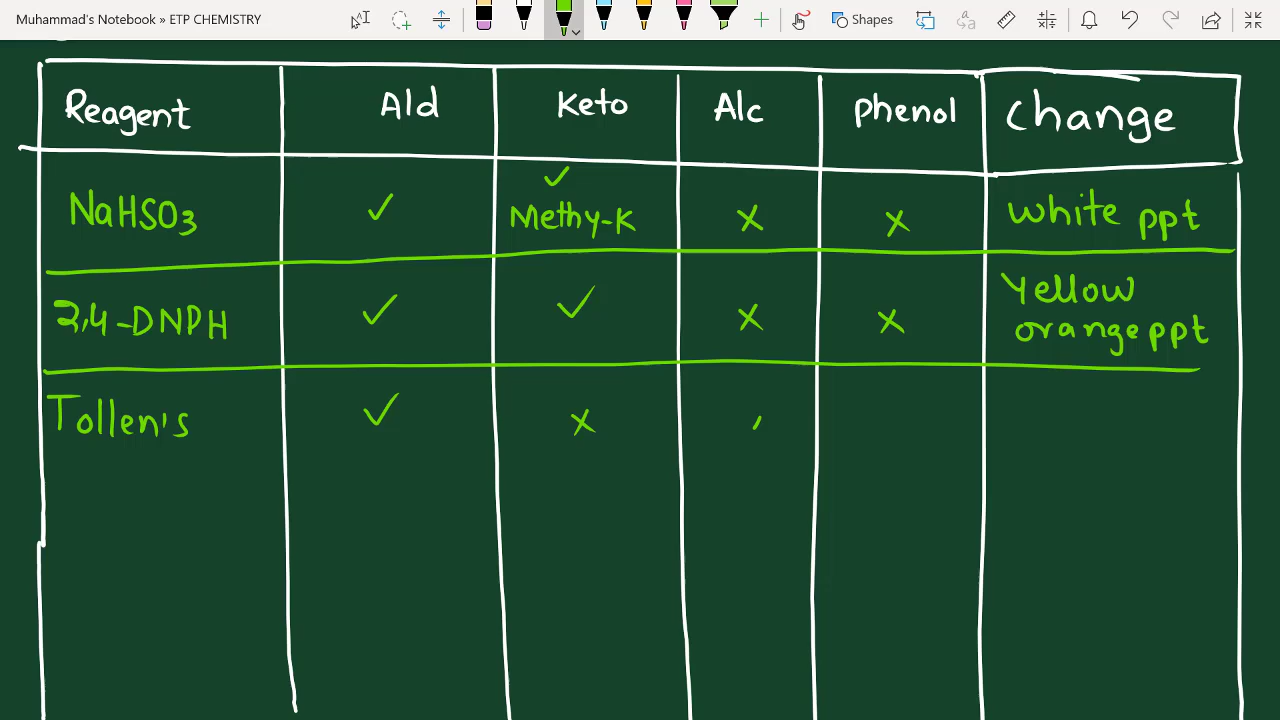 Muhammad's Notebook » ETP CHEMISTRY
Shapes
Reagent Ald Keto Alc Phenol Change
NaHSO3 ✓ ✓ Methy-K x x white ppt
2,4-DNPH ✓ ✓ x x Yellow
orange ppt
Tollen's ✓ x